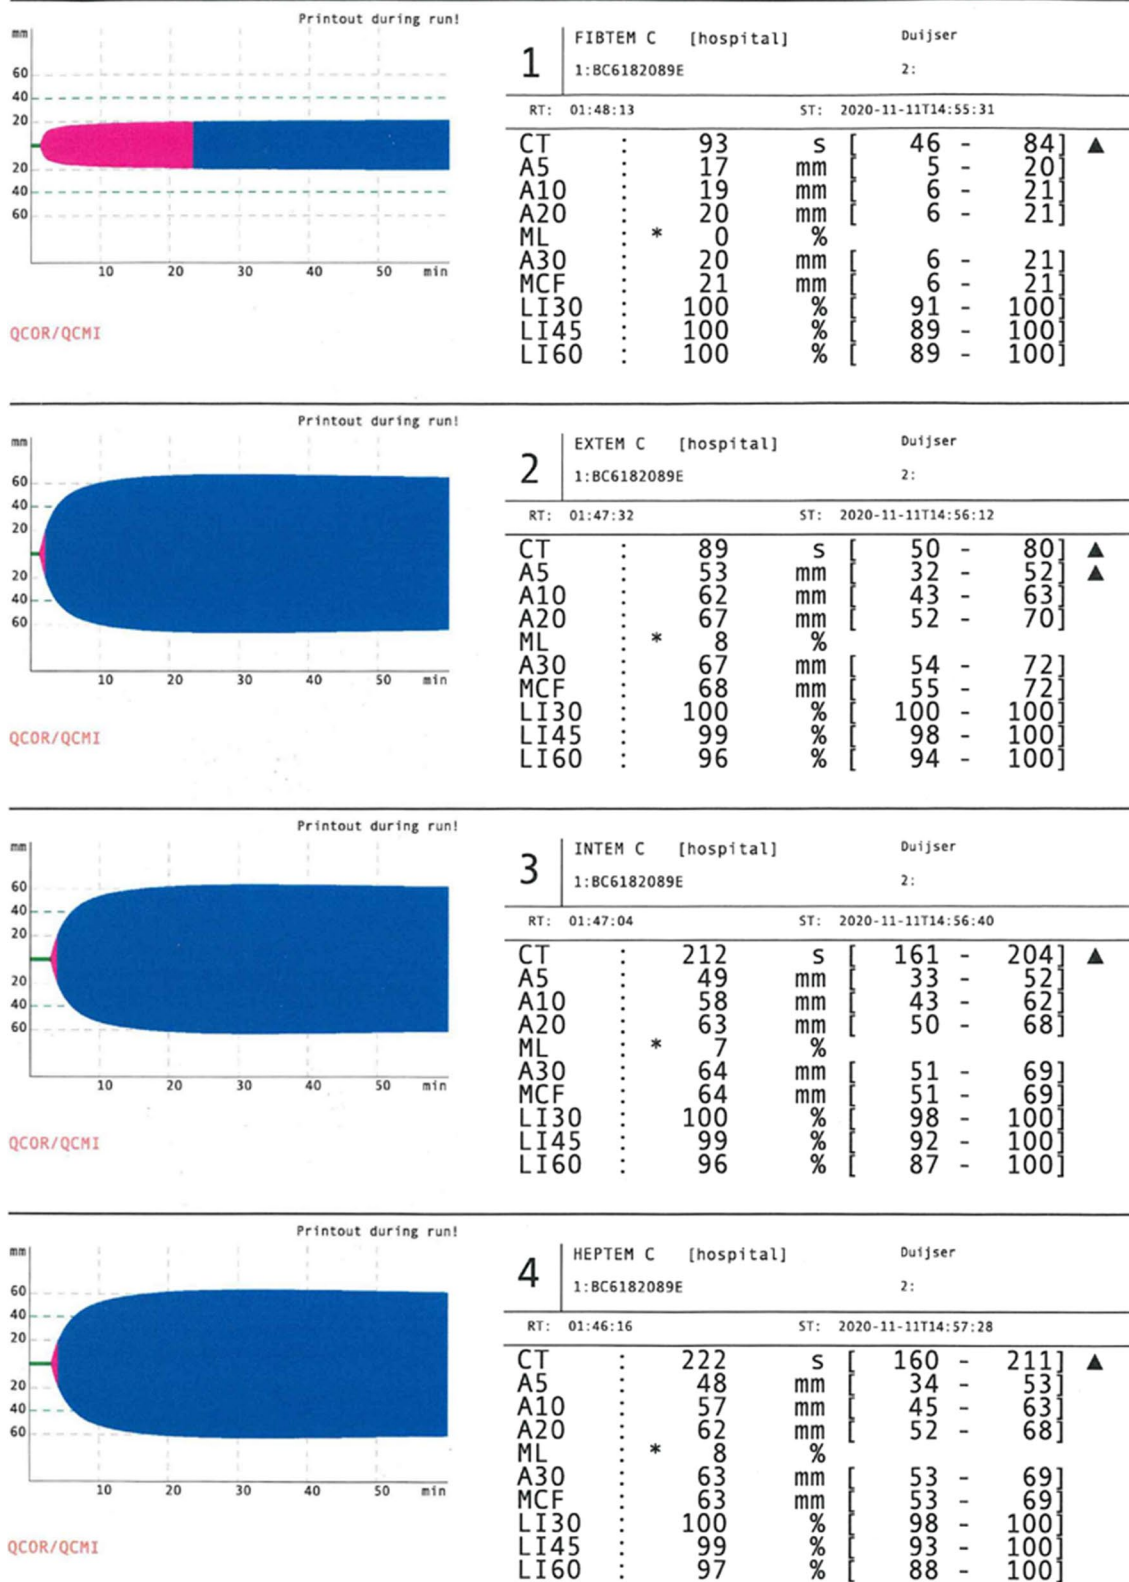 Printout during run!
mm
60
40
20
20
40
60
10 20 30 40 50 min
QCOR/QCMI
1
FIBTEM C [hospital] Duijser
1:BC6182089E 2:
RT: 01:48:13 ST: 2020-11-11T14:55:31
CT : 93 s [ 46 - 84] ▲
A5 : 17 mm [ 5 - 20]
A10 : 19 mm [ 6 - 21]
A20 : 20 mm [ 6 - 21]
ML : * 0 %
A30 : 20 mm [ 6 - 21]
MCF : 21 mm [ 6 - 21]
LI30 : 100 % [ 91 - 100]
LI45 : 100 % [ 89 - 100]
LI60 : 100 % [ 89 - 100]
Printout during run!
mm
60
40
20
20
40
60
10 20 30 40 50 min
QCOR/QCMI
2
EXTEM C [hospital] Duijser
1:BC6182089E 2:
RT: 01:47:32 ST: 2020-11-11T14:56:12
CT : 89 s [ 50 - 80] ▲
A5 : 53 mm [ 32 - 52] ▲
A10 : 62 mm [ 43 - 63]
A20 : 67 mm [ 52 - 70]
ML : * 8 %
A30 : 67 mm [ 54 - 72]
MCF : 68 mm [ 55 - 72]
LI30 : 100 % [ 100 - 100]
LI45 : 99 % [ 98 - 100]
LI60 : 96 % [ 94 - 100]
Printout during run!
mm
60
40
20
20
40
60
10 20 30 40 50 min
QCOR/QCMI
3
INTEM C [hospital] Duijser
1:BC6182089E 2:
RT: 01:47:04 ST: 2020-11-11T14:56:40
CT : 212 s [ 161 - 204] ▲
A5 : 49 mm [ 33 - 52]
A10 : 58 mm [ 43 - 62]
A20 : 63 mm [ 50 - 68]
ML : * 7 %
A30 : 64 mm [ 51 - 69]
MCF : 64 mm [ 51 - 69]
LI30 : 100 % [ 98 - 100]
LI45 : 99 % [ 92 - 100]
LI60 : 96 % [ 87 - 100]
Printout during run!
mm
60
40
20
20
40
60
10 20 30 40 50 min
QCOR/QCMI
4
HEPTEM C [hospital] Duijser
1:BC6182089E 2:
RT: 01:46:16 ST: 2020-11-11T14:57:28
CT : 222 s [ 160 - 211] ▲
A5 : 48 mm [ 34 - 53]
A10 : 57 mm [ 45 - 63]
A20 : 62 mm [ 52 - 68]
ML : * 8 %
A30 : 63 mm [ 53 - 69]
MCF : 63 mm [ 53 - 69]
LI30 : 100 % [ 98 - 100]
LI45 : 99 % [ 93 - 100]
LI60 : 97 % [ 88 - 100]